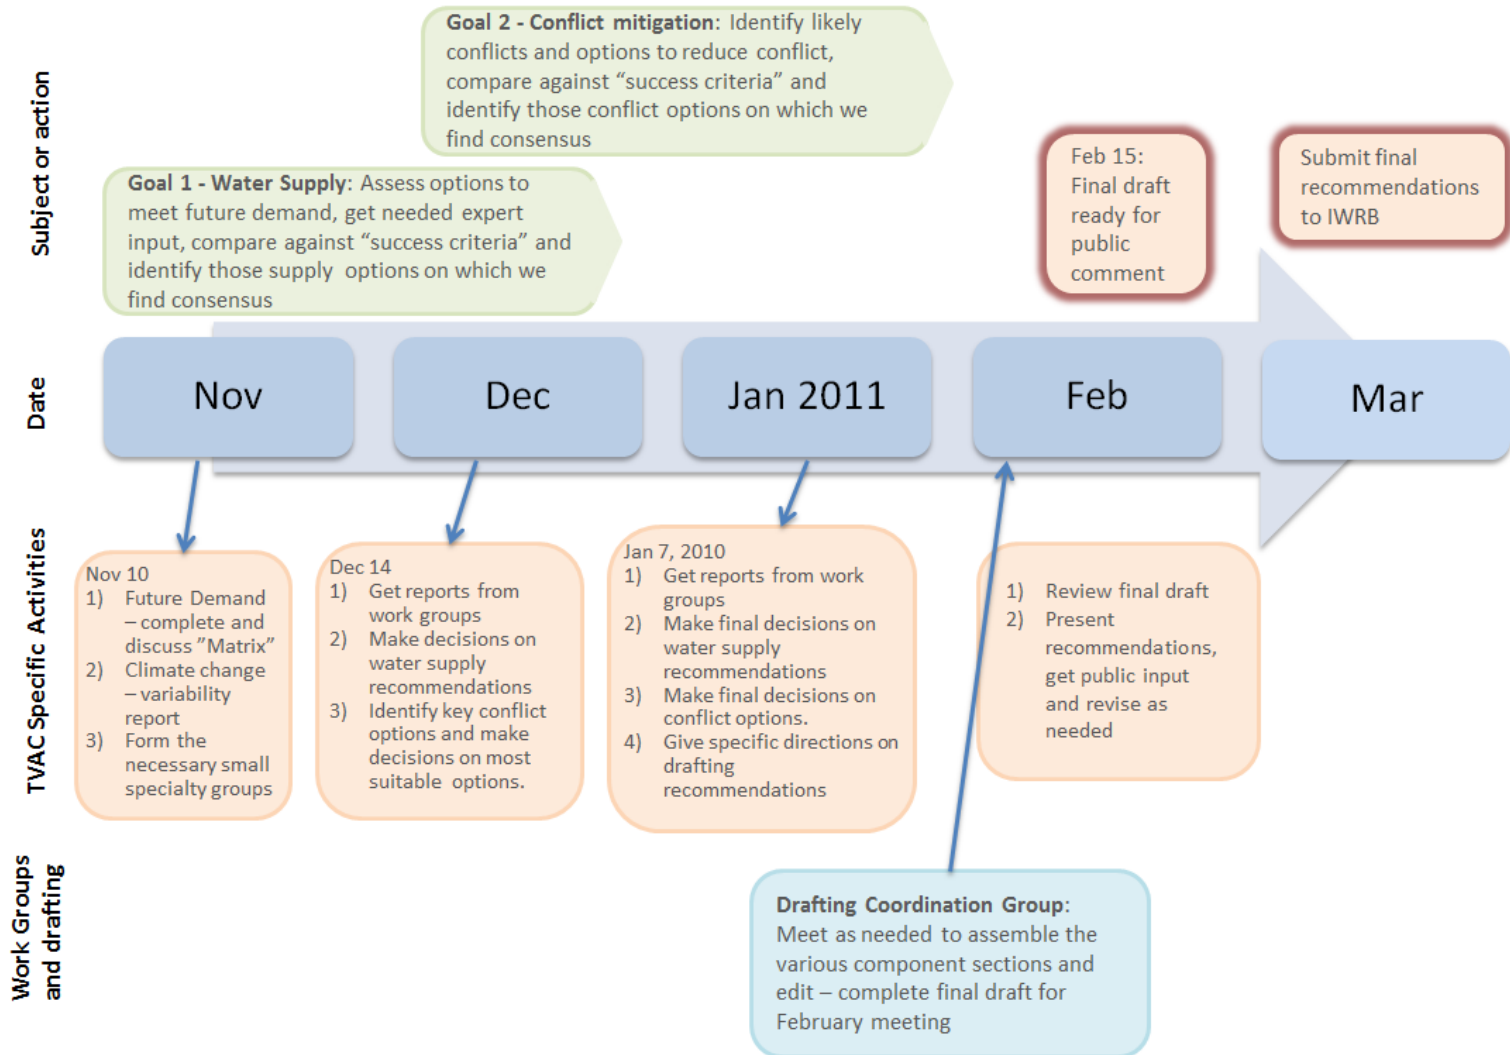 Subject or action
Goal 2 - Conflict mitigation: Identify likely
conflicts and options to reduce conflict,
compare against “success criteria” and
identify those conflict options on which we
find consensus
Goal 1 - Water Supply: Assess options to
meet future demand, get needed expert
input, compare against “success criteria” and
identify those supply options on which we
find consensus
Feb 15:
Final draft
ready for
public
comment
Submit final
recommendations
to IWRB
Date
Nov
Dec
Jan 2011
Feb
Mar
TVAC Specific Activities
Nov 10
1) Future Demand
– complete and
discuss ”Matrix”
2) Climate change
– variability
report
3) Form the
necessary small
specialty groups
Dec 14
1) Get reports from
work groups
2) Make decisions on
water supply
recommendations
3) Identify key conflict
options and make
decisions on most
suitable options.
Jan 7, 2010
1) Get reports from work
groups
2) Make final decisions on
water supply
recommendations
3) Make final decisions on
conflict options.
4) Give specific directions on
drafting
recommendations
1) Review final draft
2) Present
recommendations,
get public input
and revise as
needed
Work Groups
and drafting
Drafting Coordination Group:
Meet as needed to assemble the
various component sections and
edit – complete final draft for
February meeting